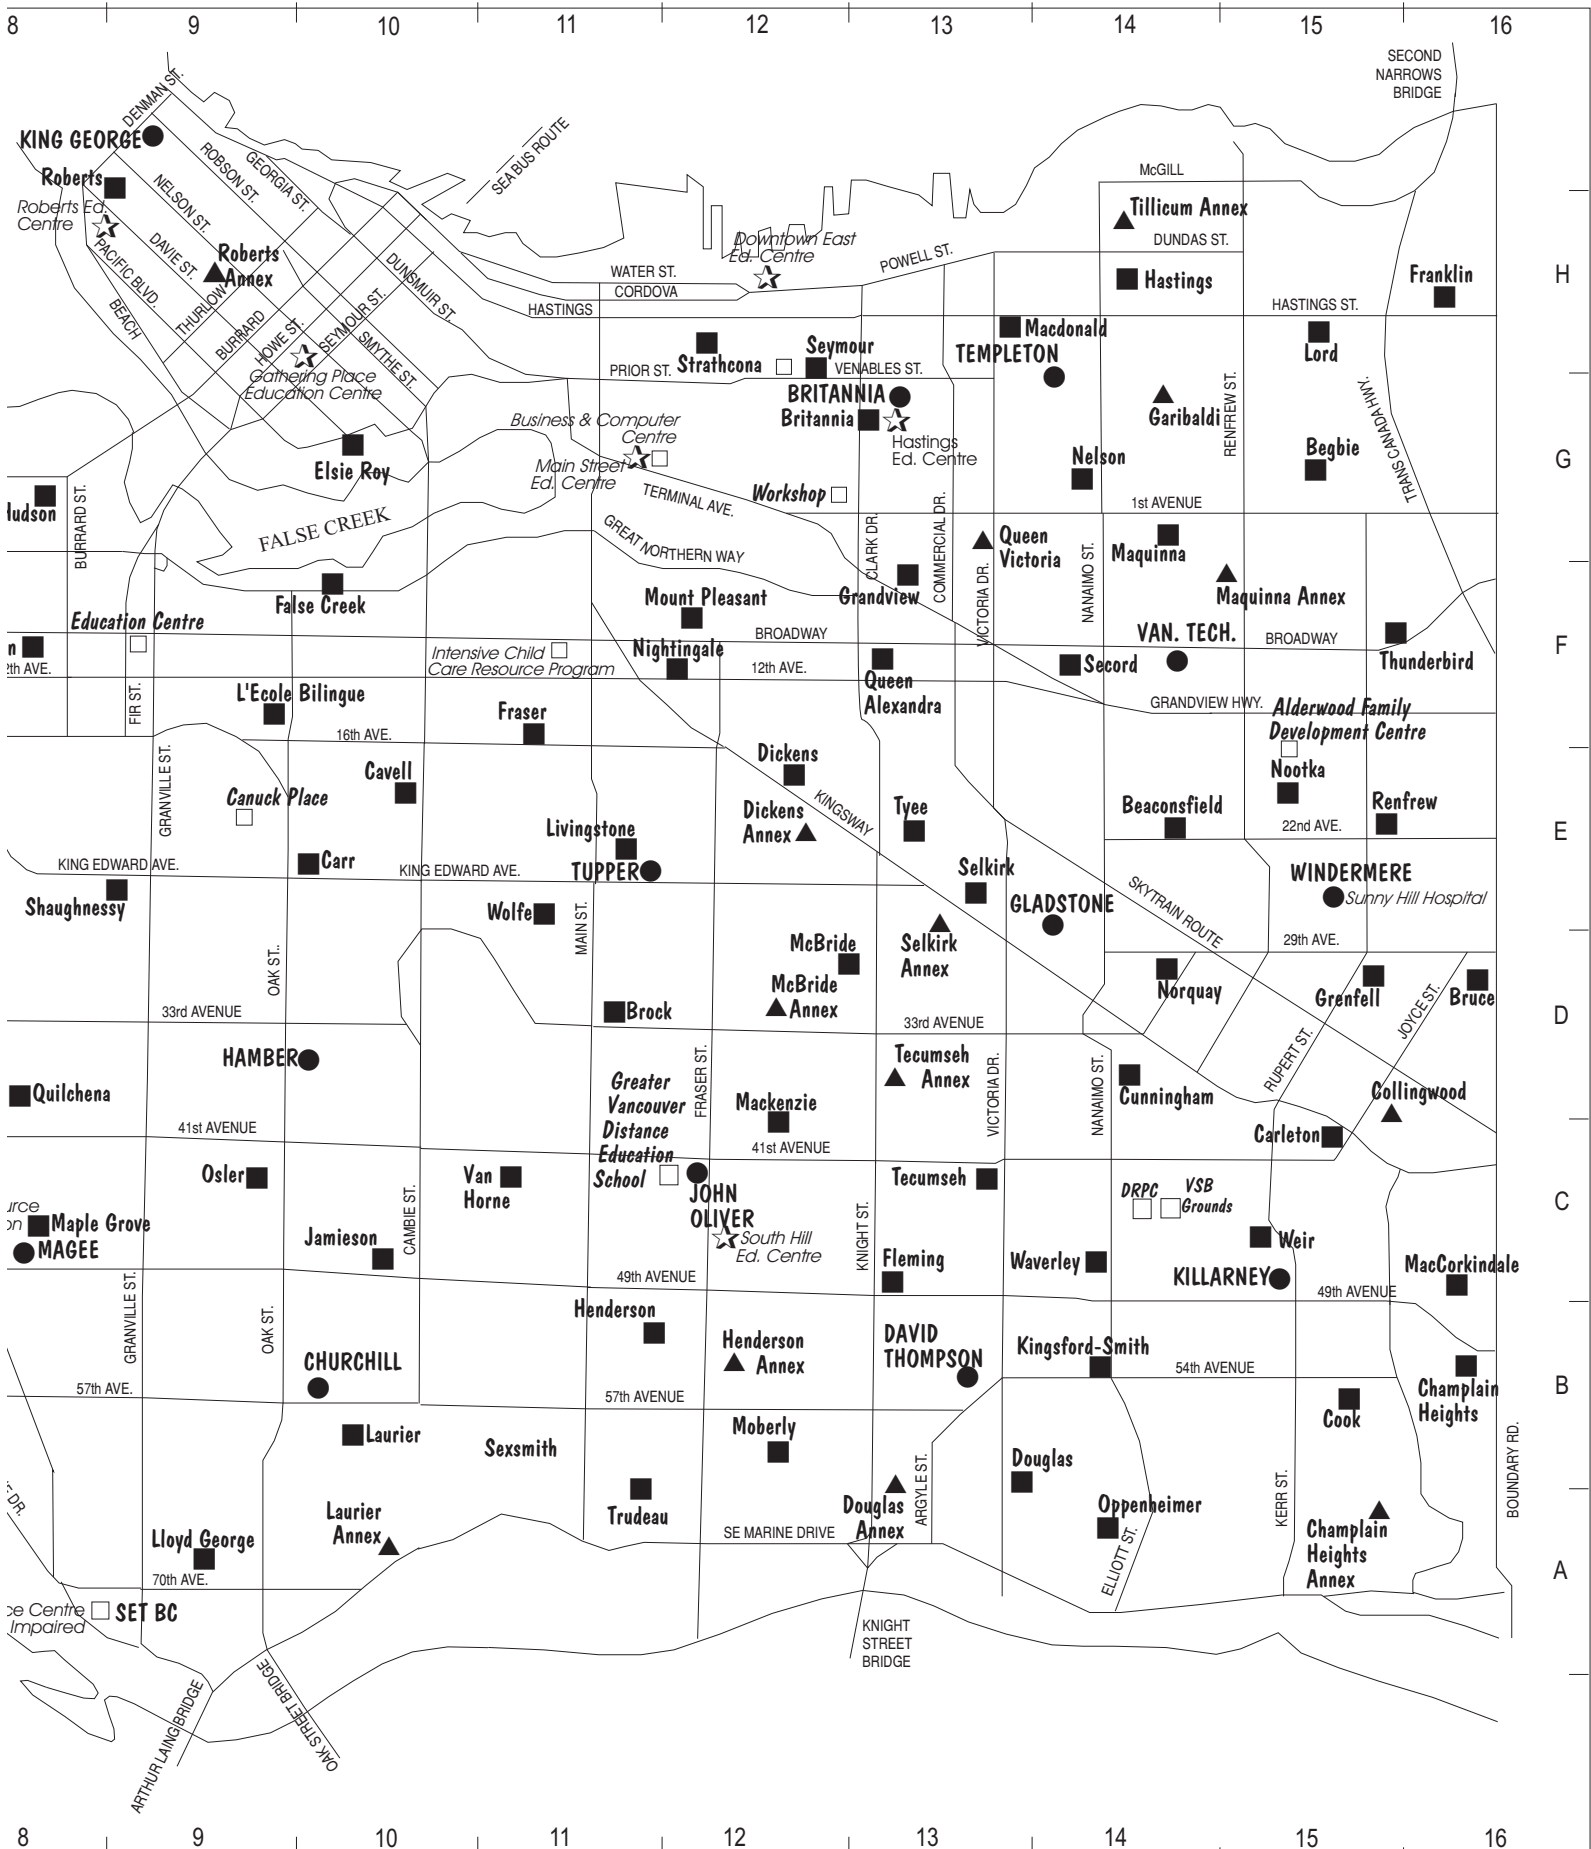 8 9 10 11 12 13 14 15 16
SECOND
NARROWS
BRIDGE
DENMAN ST.
KING GEORGE
ROBSON ST.
GEORGIA ST.
SEA BUS ROUTE
McGILL
Roberts
NELSON ST.
Roberts Ed.
Centre
Tillicum Annex
DAVIE ST.
Roberts
Annex
Downtown East
Ed. Centre
DUNDAS ST.
PACIFIC BLVD.
DUNSMUIR ST.
POWELL ST.
WATER ST.
CORDOVA
HASTINGS
Hastings
Franklin
H
BEACH
THURLOW
BURRARD
HOWE ST.
SEYMOUR ST.
SMYTHE ST.
HASTINGS ST.
Macdonald
TEMPLETON
Lord
Gathering Place
Education Centre
PRIOR ST.
Strathcona
Seymour
VENABLES ST.
RENFREW ST.
TRANS CANADA HWY.
BRITANNIA
Britannia
Hastings
Ed. Centre
Garibaldi
Business & Computer
Centre
Main Street
Ed. Centre
Elsie Roy
Nelson
Begbie
G
Workshop
TERMINAL AVE.
1st AVENUE
Hudson
BURRARD ST.
FALSE CREEK
GREAT NORTHERN WAY
CLARK DR.
COMMERCIAL DR.
VICTORIA DR.
Queen
Victoria
NANAIMO ST.
Maquinna
False Creek
Mount Pleasant
Grandview
Maquinna Annex
Education Centre
BROADWAY
VAN. TECH.
BROADWAY
n
2th AVE.
Intensive Child
Care Resource Program
Nightingale
12th AVE.
Queen
Alexandra
Secord
Thunderbird
F
FIR ST.
L'Ecole Bilingue
Fraser
GRANDVIEW HWY.
Alderwood Family
Development Centre
16th AVE.
GRANVILLE ST.
Cavell
Dickens
Nootka
Canuck Place
Dickens
Annex
KINGSWAY
Tyee
Beaconsfield
Renfrew
22nd AVE.
E
Livingstone
TUPPER
KING EDWARD AVE.
Carr
KING EDWARD AVE.
Selkirk
WINDERMERE
Sunny Hill Hospital
Shaughnessy
Wolfe
MAIN ST.
GLADSTONE
SKYTRAIN ROUTE
29th AVE.
OAK ST..
McBride
Selkirk
Annex
McBride
Annex
Norquay
Grenfell
JOYCE ST.
Bruce
33rd AVENUE
Brock
33rd AVENUE
D
HAMBER
FRASER ST.
Tecumseh
Annex
VICTORIA DR.
NANAIMO ST.
RUPERT ST.
Quilchena
Greater
Vancouver
Distance
Education
School
Mackenzie
Cunningham
Collingwood
41st AVENUE
41st AVENUE
Carleton
Osler
Van
Horne
Tecumseh
JOHN
OLIVER
DRPC
VSB
Grounds
C
urce
on
Maple Grove
MAGEE
Jamieson
CAMBIE ST.
South Hill
Ed. Centre
KNIGHT ST.
Fleming
Waverley
Weir
KILLARNEY
MacCorkindale
49th AVENUE
49th AVENUE
GRANVILLE ST.
OAK ST.
Henderson
Henderson
Annex
DAVID
THOMPSON
Kingsford-Smith
CHURCHILL
54th AVENUE
57th AVE.
57th AVENUE
B
Champlain
Heights
Cook
Laurier
Sexsmith
Moberly
BOUNDARY RD.
Douglas
T DR.
Trudeau
Laurier
Annex
Douglas
Annex
ARGYLE ST.
Oppenheimer
KERR ST.
Champlain
Heights
Annex
SE MARINE DRIVE
Lloyd George
70th AVE.
ELLIOTT ST.
A
ce Centre
Impaired
SET BC
KNIGHT
STREET
BRIDGE
ARTHUR LAING BRIDGE
OAK STREET BRIDGE
8 9 10 11 12 13 14 15 16